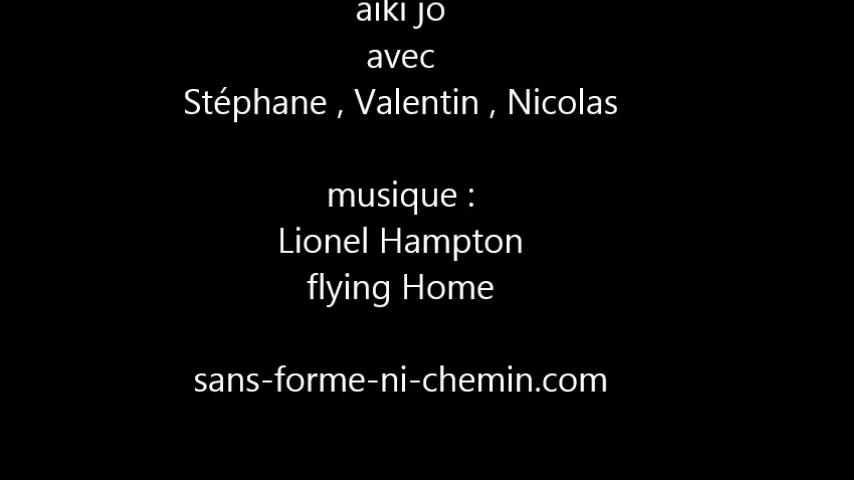 aiki jo
avec
Stéphane , Valentin , Nicolas
musique :
Lionel Hampton
flying Home
sans-forme-ni-chemin.com